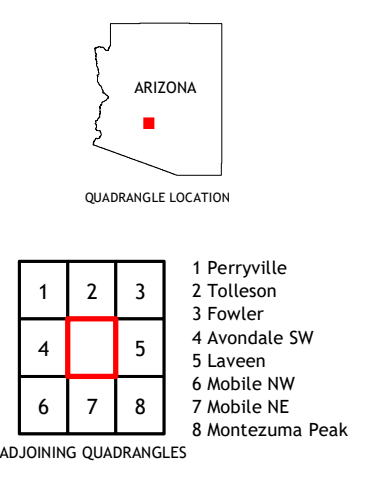 ARIZONA
QUADRANGLE LOCATION
1 2 3
4 5
6 7 8
1 Perryville
2 Tolleson
3 Fowler
4 Avondale SW
5 Laveen
6 Mobile NW
7 Mobile NE
8 Montezuma Peak
ADJOINING QUADRANGLES